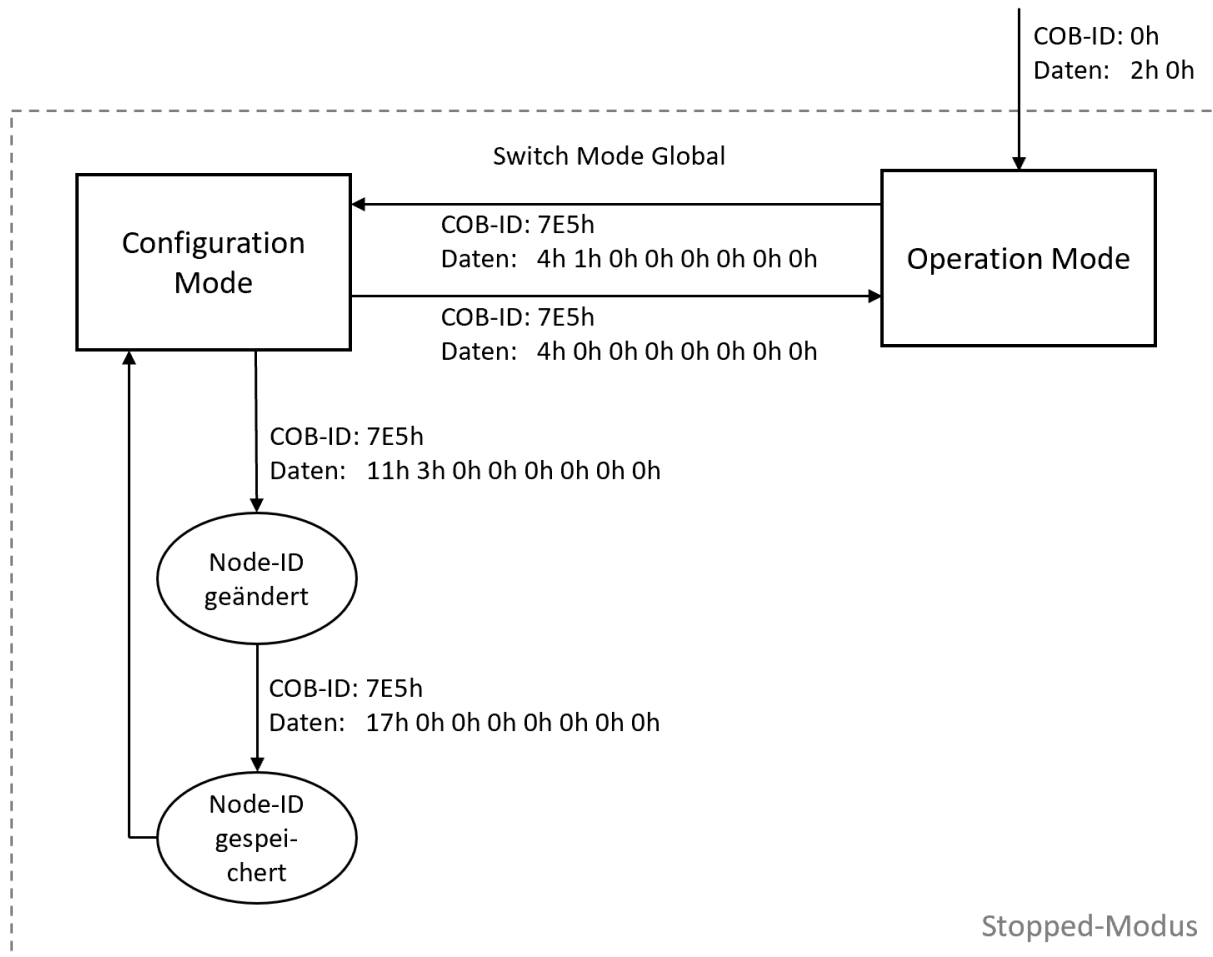 COB-ID: 0h
Daten: 2h 0h
Switch Mode Global
COB-ID: 7E5h
Daten: 4h 1h 0h 0h 0h 0h 0h 0h
Configuration
Mode
Operation Mode
COB-ID: 7E5h
Daten: 4h 0h 0h 0h 0h 0h 0h 0h
COB-ID: 7E5h
Daten: 11h 3h 0h 0h 0h 0h 0h 0h
Node-ID
geändert
COB-ID: 7E5h
Daten: 17h 0h 0h 0h 0h 0h 0h 0h
Node-ID
gespei-
chert
Stopped-Modus